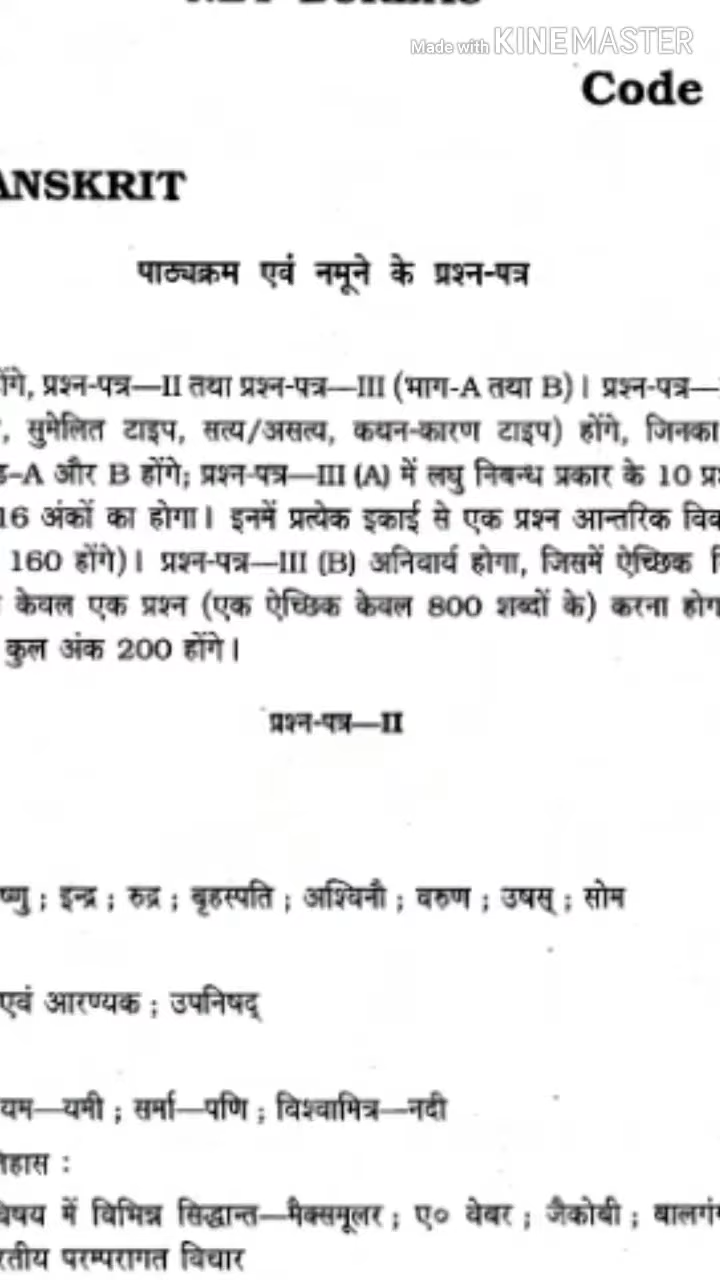 Made with KINEMASTER
Code
ANSKRIT
पाठ्यक्रम एवं नमूने के प्रश्न-पत्र
होंगे, प्रश्न-पत्र—II तथा प्रश्न-पत्र—III (भाग-A तथा B)। प्रश्न-पत्र—
, सुमेलित टाइप, सत्य/असत्य, कथन-कारण टाइप) होंगे, जिनका
–A और B होंगे; प्रश्न-पत्र—III (A) में लघु निबन्ध प्रकार के 10 प्र
16 अंकों का होगा। इनमें प्रत्येक इकाई से एक प्रश्न आन्तरिक विक
160 होंगे)। प्रश्न-पत्र—III (B) अनिवार्य होगा, जिसमें ऐच्छिक
केवल एक प्रश्न (एक ऐच्छिक केवल 800 शब्दों के) करना होग
कुल अंक 200 होंगे।
प्रश्न-पत्र—II
ष्णु ; इन्द्र ; रुद्र ; बृहस्पति ; अश्विनौ ; वरुण ; उषस् ; सोम
एवं आरण्यक ; उपनिषद्
यम—यमी ; सर्मा—पणि ; विश्वामित्र—नदी
तिहास :
विषय में विभिन्न सिद्धान्त—मैक्समूलर ; ए० वेबर ; जैकोबी ; बालगं
रतीय परम्परागत विचार